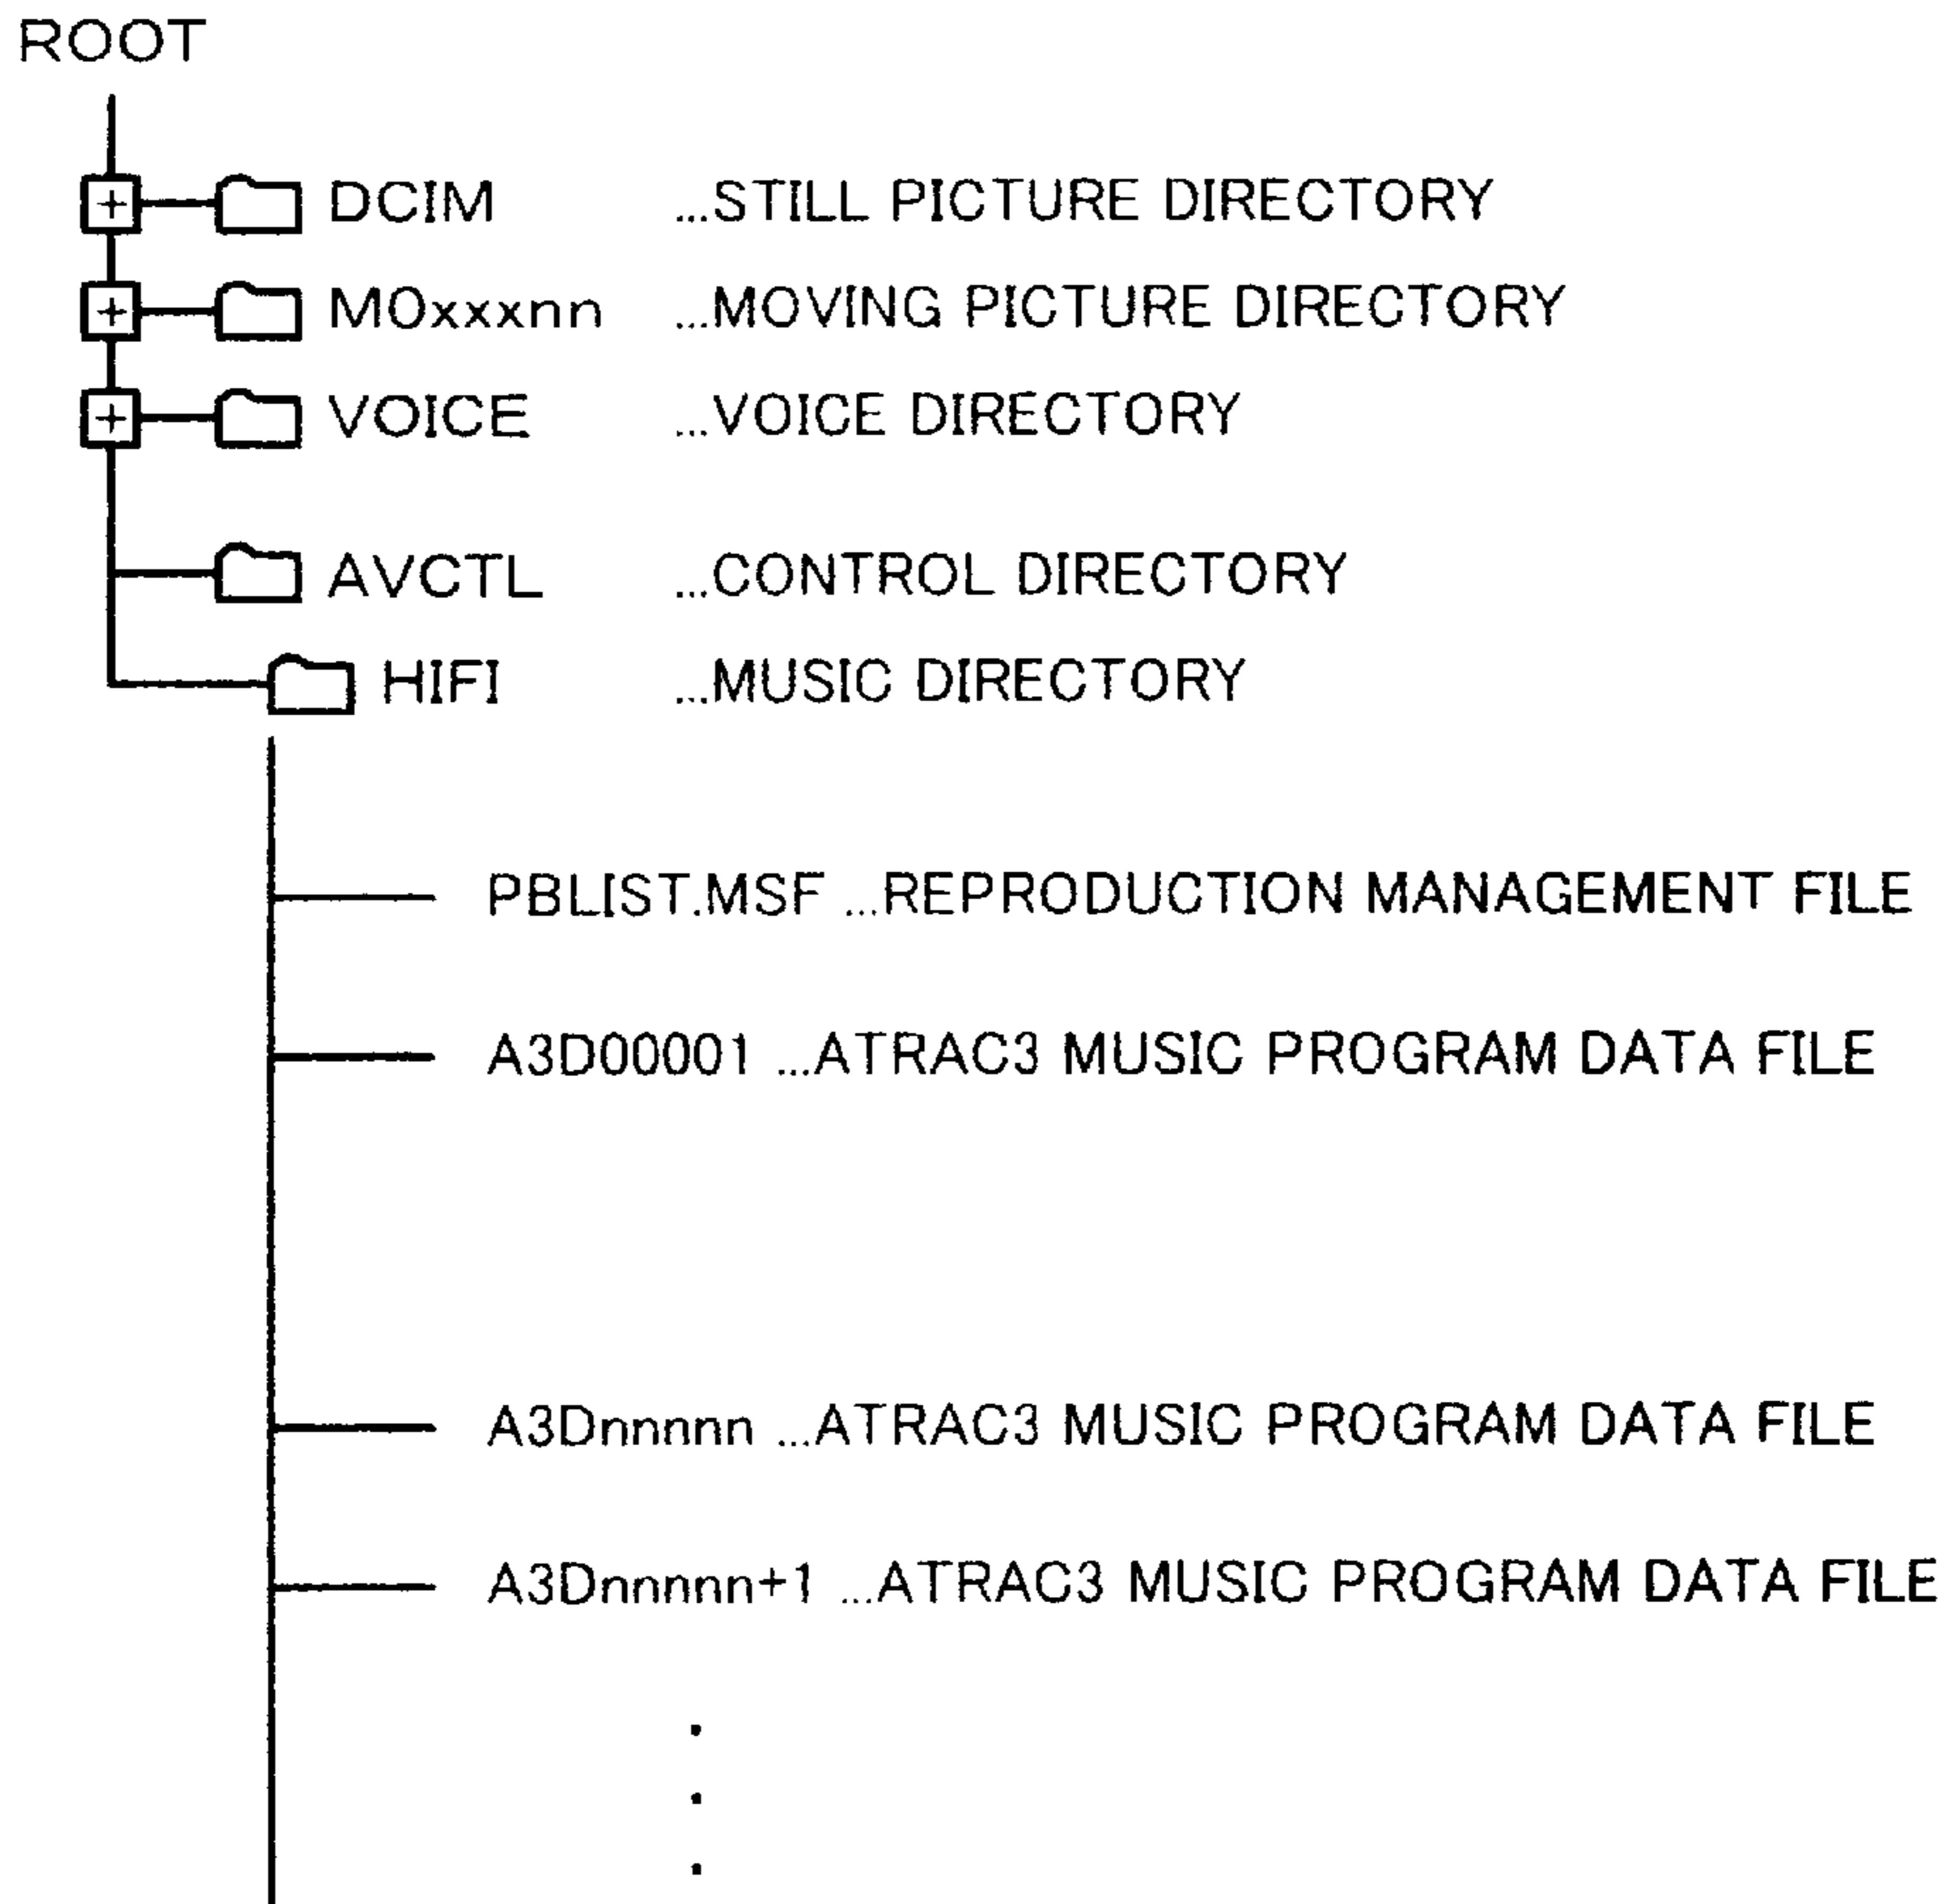 ROOT
DCIM ...STILL PICTURE DIRECTORY
MOxxxnn ...MOVING PICTURE DIRECTORY
VOICE ...VOICE DIRECTORY
AVCTL ...CONTROL DIRECTORY
HIFI ...MUSIC DIRECTORY
PBLIST.MSF ...REPRODUCTION MANAGEMENT FILE
A3D00001 ...ATRAC3 MUSIC PROGRAM DATA FILE
A3Dnnnnn ...ATRAC3 MUSIC PROGRAM DATA FILE
A3Dnnnnn+1 ...ATRAC3 MUSIC PROGRAM DATA FILE